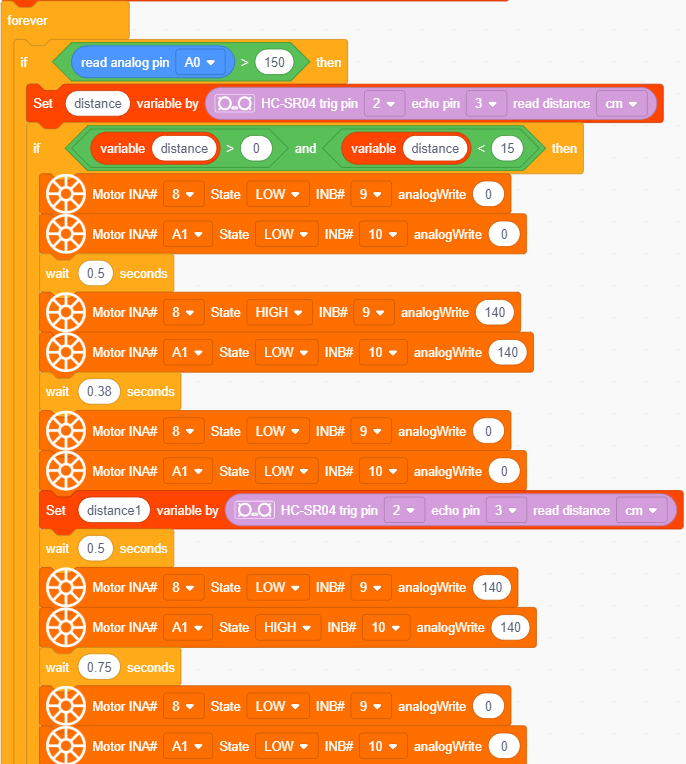 forever
if read analog pin A0 > 150 then
Set distance variable by HC-SR04 trig pin 2 echo pin 3 read distance cm
if variable distance > 0 and variable distance < 15 then
Motor INA# 8 State LOW INB# 9 analogWrite 0
Motor INA# A1 State LOW INB# 10 analogWrite 0
wait 0.5 seconds
Motor INA# 8 State HIGH INB# 9 analogWrite 140
Motor INA# A1 State LOW INB# 10 analogWrite 140
wait 0.38 seconds
Motor INA# 8 State LOW INB# 9 analogWrite 0
Motor INA# A1 State LOW INB# 10 analogWrite 0
Set distance1 variable by HC-SR04 trig pin 2 echo pin 3 read distance cm
wait 0.5 seconds
Motor INA# 8 State LOW INB# 9 analogWrite 140
Motor INA# A1 State HIGH INB# 10 analogWrite 140
wait 0.75 seconds
Motor INA# 8 State LOW INB# 9 analogWrite 0
Motor INA# A1 State LOW INB# 10 analogWrite 0